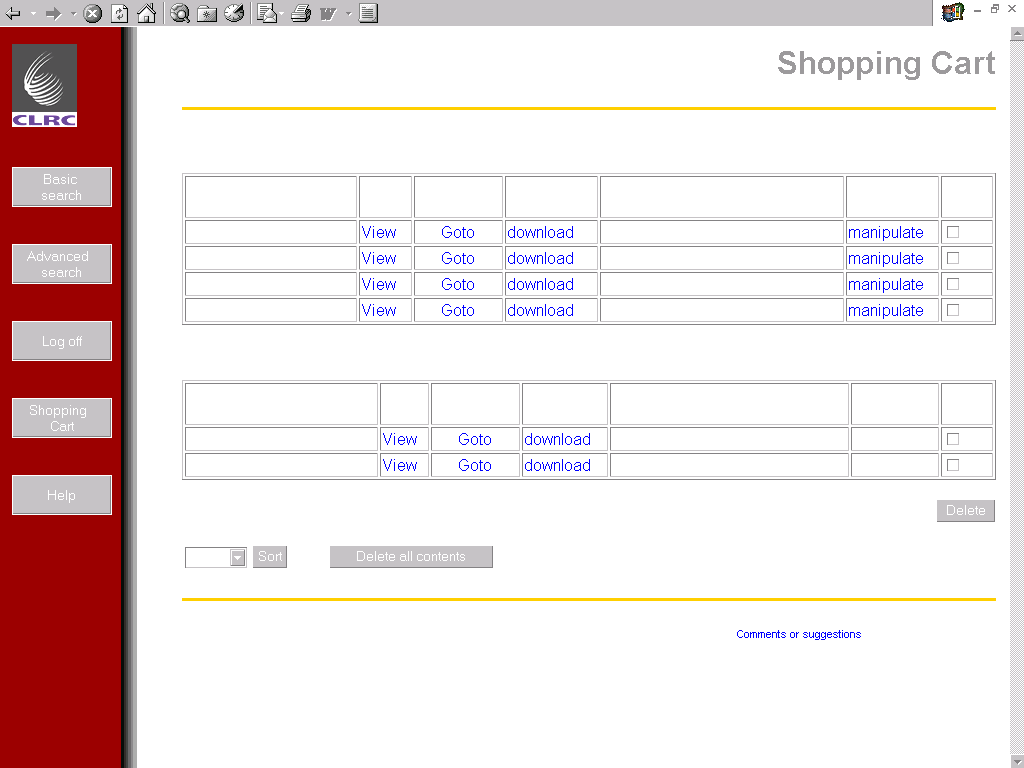 Shopping Cart
CLRC
Basic
search
Advanced
search
Log off
Shopping
Cart
Help
View Goto download manipulate
View Goto download manipulate
View Goto download manipulate
View Goto download manipulate
View Goto download
View Goto download
Delete
Sort Delete all contents
Comments or suggestions